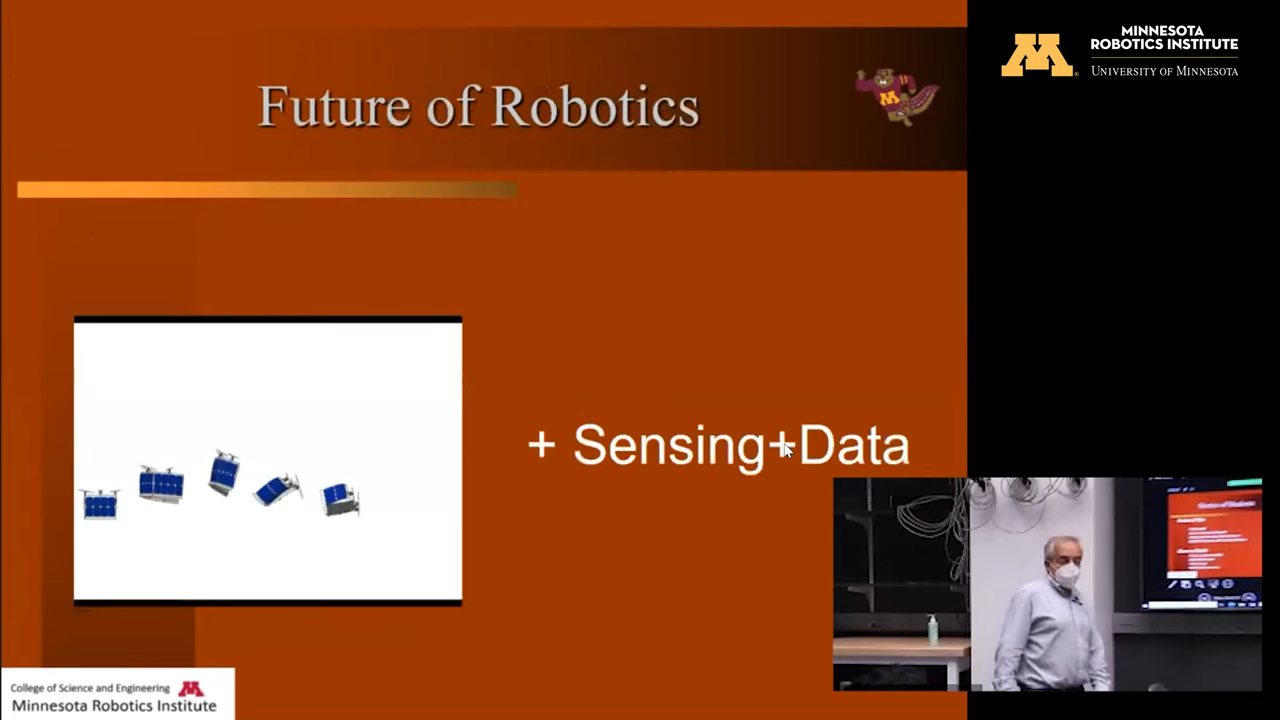 MINNESOTA
ROBOTICS INSTITUTE
UNIVERSITY OF MINNESOTA
Future of Robotics
M
+ Sensing+Data
College of Science and Engineering
Minnesota Robotics Institute